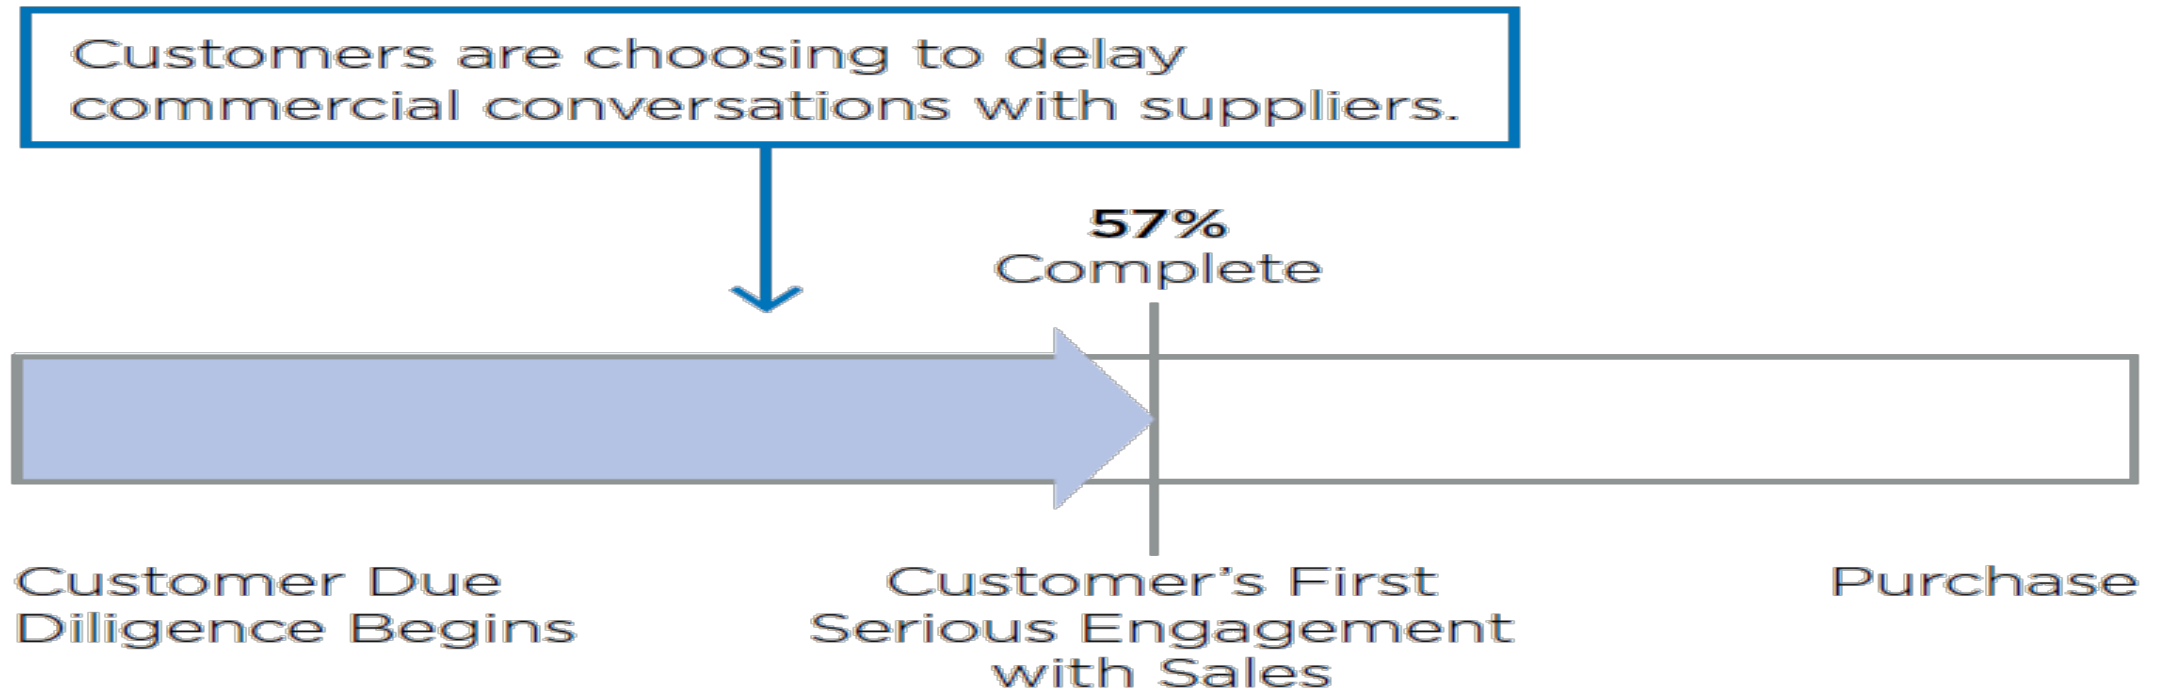 Customers are choosing to delay
commercial conversations with suppliers.
57%
Complete
Customer Due
Diligence Begins
Customer’s First
Serious Engagement
with Sales
Purchase